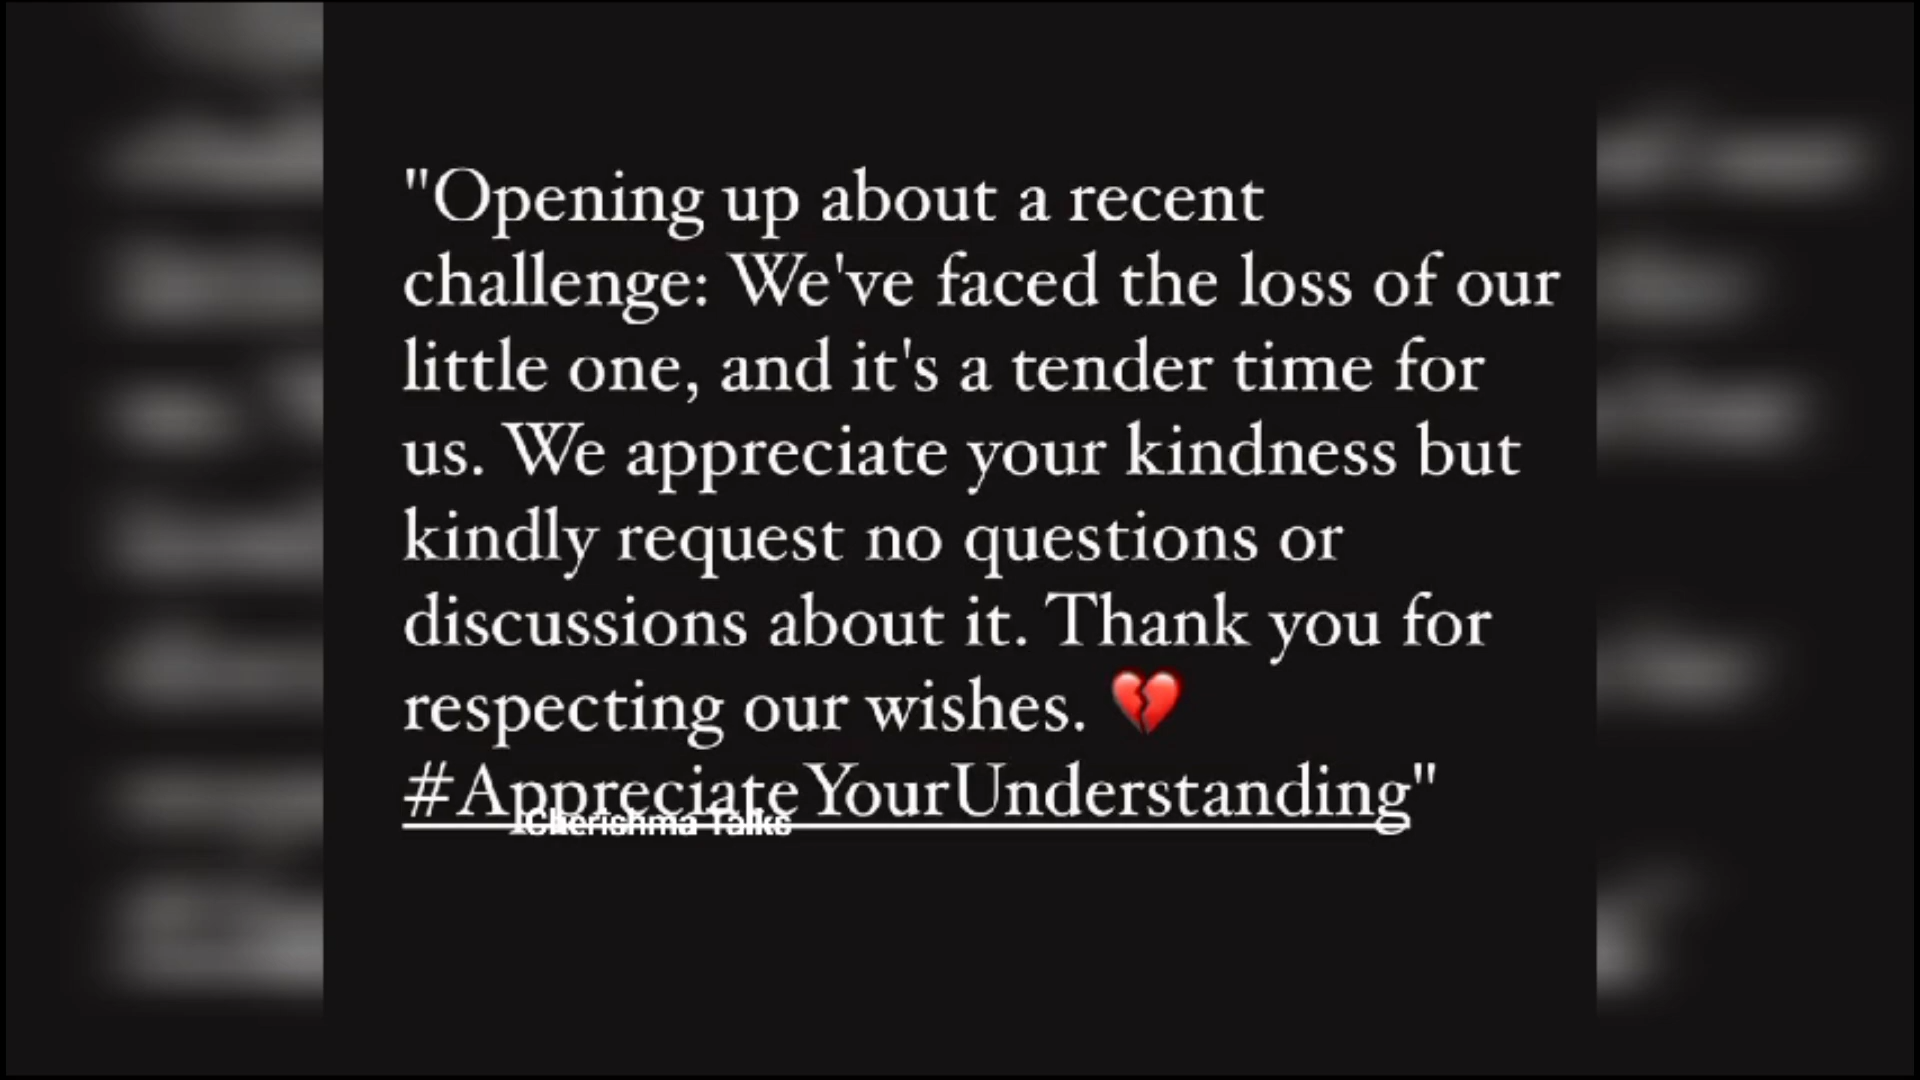 "Opening up about a recent
challenge: We've faced the loss of our
little one, and it's a tender time for
us. We appreciate your kindness but
kindly request no questions or
discussions about it. Thank you for
respecting our wishes. 💔
#AppreciateYourUnderstanding"
Cherishma Talks